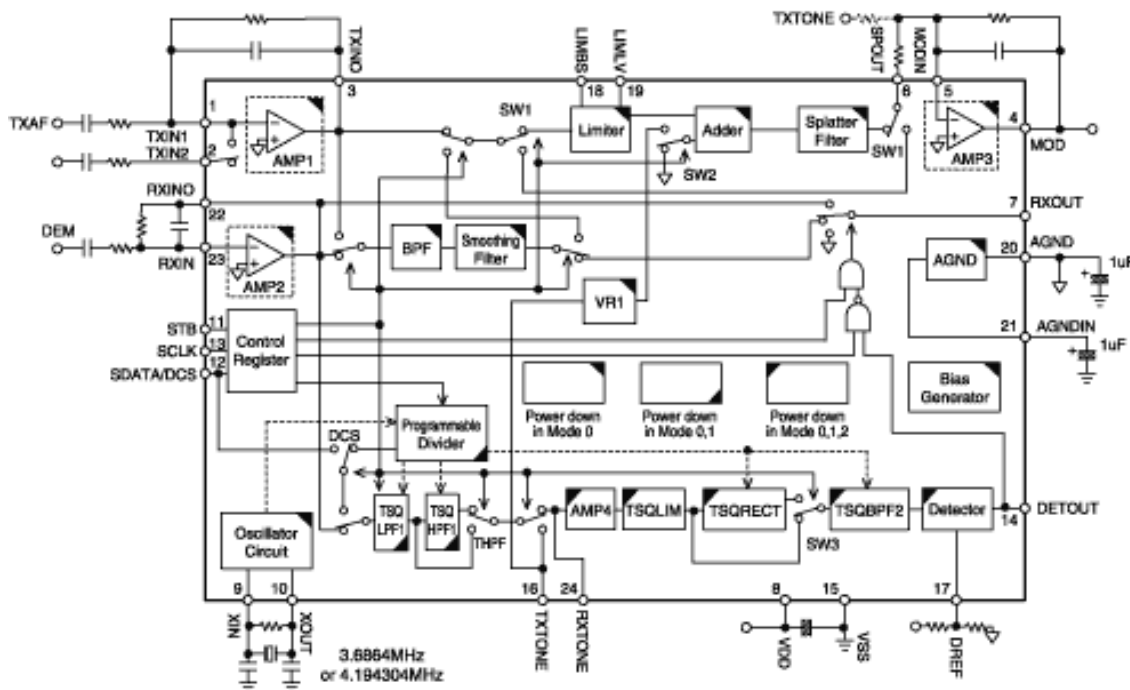 TXTONE
TXINO
LIMBS
LIMLV
SPOUT
MODIN
3
18
19
6
5
1
TXAF
TXIN1
2
TXIN2
AMP1
SW1
Limiter
Adder
SW2
Splatter
Filter
SW1
AMP3
4
MOD
RXINO
22
DEM
RXIN
23
AMP2
BPF
Smoothing
Filter
VR1
7
RXOUT
AGND
20
AGND
1uF
21
AGNDIN
1uF
STB
11
SCLK
13
SDATA/DCS
12
Control
Register
Power down
in Mode 0
Power down
in Mode 0,1
Power down
in Mode 0,1,2
Bias
Generator
DCS
Programmable
Divider
TSQ
LPF1
TSQ
HPF1
THPF
AMP4
TSQLIM
TSQRECT
SW3
TSQBPF2
Detector
14
DETOUT
Oscillator
Circuit
9
10
16
24
8
15
17
XIN
XOUT
TXTONE
RXTONE
VDD
VSS
DREF
3.6864MHz
or 4.194304MHz